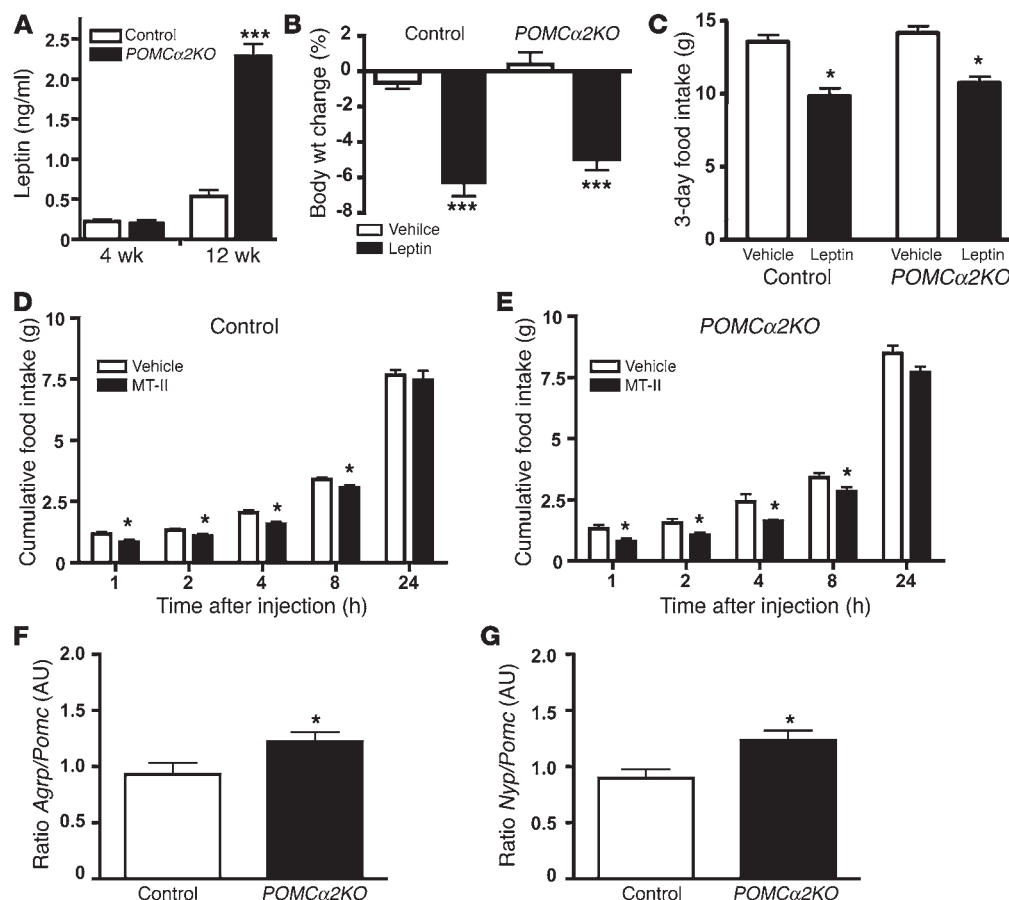 A
Control
POMCα2KO
Leptin (ng/ml)
2.5
2.0
1.5
1.0
0.5
0
***
4 wk
12 wk
B
Control
POMCα2KO
Body wt change (%)
0
-2
-4
-6
-8
***
***
Vehilce
Leptin
C
3-day food intake (g)
15
10
5
0
*
*
Vehicle Leptin Vehicle Leptin
Control POMCα2KO
D
Control
Vehicle
MT-II
Cumulative food intake (g)
10
7.5
5
2.5
0
* * * *
1 2 4 8 24
Time after injection (h)
E
POMCα2KO
Vehicle
MT-II
Cumulative food intake (g)
10
7.5
5
2.5
0
* * * *
1 2 4 8 24
Time after injection (h)
F
Ratio Agrp/Pomc (AU)
2.0
1.5
1.0
0.5
0
*
Control POMCα2KO
G
Ratio Nyp/Pomc (AU)
2.0
1.5
1.0
0.5
0
*
Control POMCα2KO